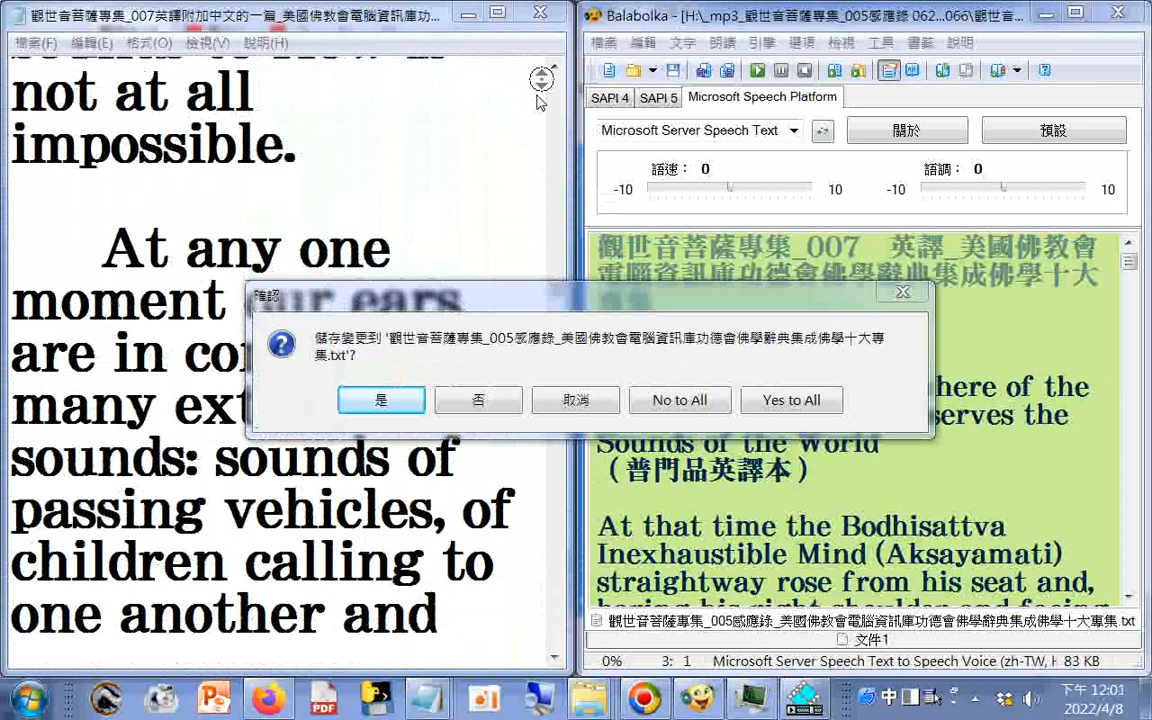 觀世音菩薩專集_007英譯附加中文的一篇_美國佛教會電腦資訊庫功...
檔案(F) 編輯(E) 格式(O) 檢視(V) 說明(H)
not at all
impossible.
At any one
moment our ears
are in con
many ext
sounds: sounds of
passing vehicles, of
children calling to
one another and
Balabolka - [H:\_mp3_觀世音菩薩專集_005感應錄 062...066\觀世音...
檔案 編輯 文字 朗讀 引擎 選項 檢視 工具 書籤 說明
SAPI 4 SAPI 5 Microsoft Speech Platform
Microsoft Server Speech Text 關於 預設
語速： 0 語調： 0
-10 10 -10 10
觀世音菩薩專集_007 英譯_美國佛教會
電腦資訊庫功德會佛學辭典集成佛學十大
確認
儲存變更到 '觀世音菩薩專集_005感應錄_美國佛教會電腦資訊庫功德會佛學辭典集成佛學十大專
集.txt'?
是 否 取消 No to All Yes to All
here of the
serves the
Sounds of the World
（普門品英譯本）
At that time the Bodhisattva
Inexhaustible Mind (Aksayamati)
straightway rose from his seat and,
baring his right shoulder and facing
觀世音菩薩專集_005感應錄_美國佛教會電腦資訊庫功德會佛學辭典集成佛學十大專集.txt
文件1
0% 3: 1 Microsoft Server Speech Text to Speech Voice (zh-TW, H 83 KB
中
下午 12:01
2022/4/8